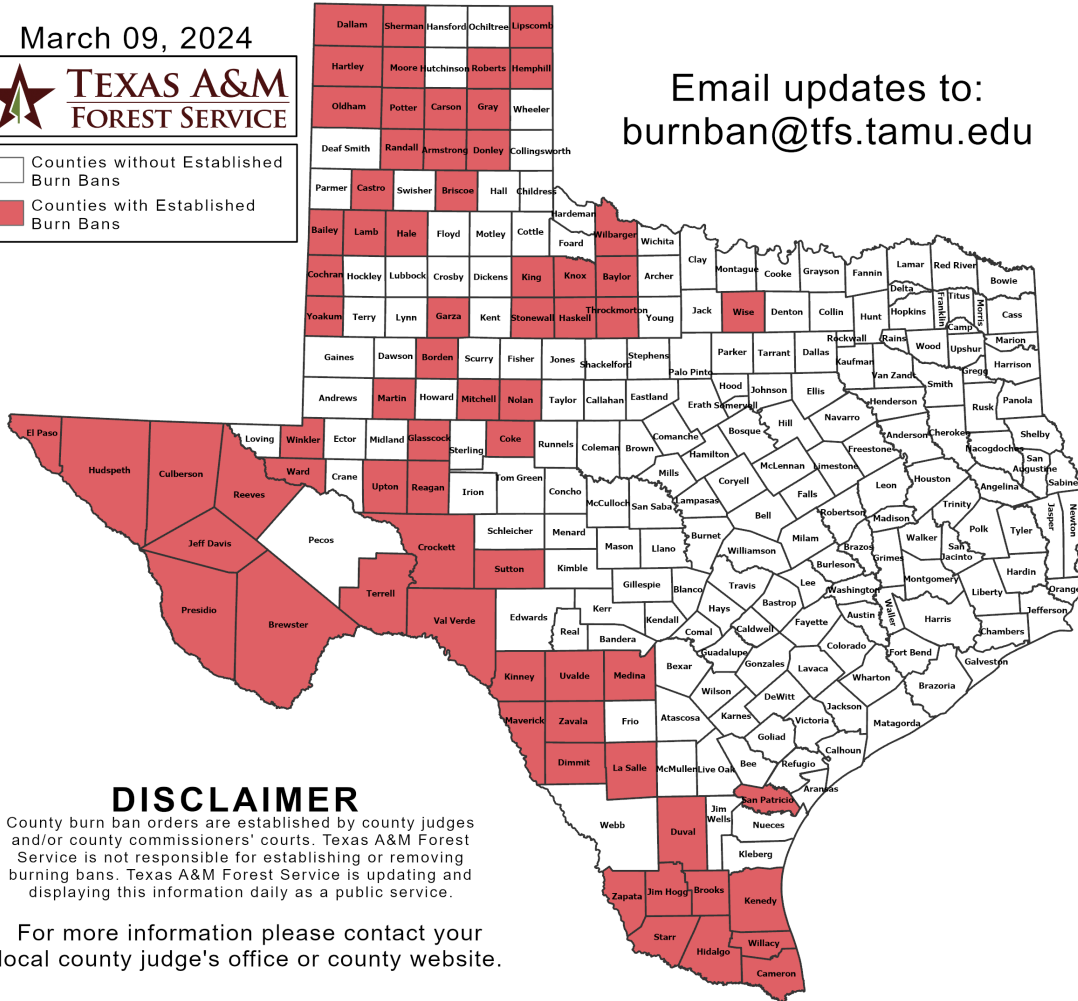 March 09, 2024
TEXAS A&M
FOREST SERVICE
Counties without Established
Burn Bans
Counties with Established
Burn Bans
Email updates to:
burnban@tfs.tamu.edu
Dallam Sherman Hansford Ochiltree Lipscomb
Hartley Moore Hutchinson Roberts Hemphill
Oldham Potter Carson Gray Wheeler
Deaf Smith Randall Armstrong Donley Collingsworth
Parmer Castro Swisher Briscoe Hall Childress
Hardeman
Bailey Lamb Hale Floyd Motley Cottle Foard Wilbarger Wichita
Clay Montague Cooke Grayson Fannin Lamar Red River Bowie
Cochran Hockley Lubbock Crosby Dickens King Knox Baylor Archer
Delta Franklin Titus Morris Cass
Yoakum Terry Lynn Garza Kent Stonewall Haskell Throckmorton Young Jack Wise Denton Collin Hunt Hopkins Camp
Rockwall Rains Wood Upshur Marion
Gaines Dawson Borden Scurry Fisher Jones Shackelford Stephens Palo Pinto Parker Tarrant Dallas Kaufman Van Zandt Gregg Harrison
Andrews Martin Howard Mitchell Nolan Taylor Callahan Eastland Erath Hood Somervell Johnson Ellis Henderson Smith Rusk Panola
El Paso Hudspeth Culberson Reeves Loving Winkler Ector Midland Glasscock Sterling Coke Runnels Coleman Brown Comanche Hamilton Bosque Hill Navarro Freestone Anderson Cherokee Nacogdoches Shelby
San
Augustine
Sabine
Ward Crane Upton Reagan Irion Tom Green Concho McCulloch San Saba Mills Lampasas Coryell McLennan Limestone Falls Leon Houston Angelina
Trinity Jasper Newton
Jeff Davis Pecos Crockett Schleicher Menard Mason Llano Burnet Bell Milam Robertson Madison Walker Polk Tyler
San
Jacinto
Brazos Grimes
Presidio Brewster Terrell Val Verde Sutton Kimble Gillespie Blanco Williamson Travis Lee Burleson Washington Montgomery Liberty Hardin Orange
Edwards Real Kerr Bandera Kendall Comal Hays Caldwell Bastrop Fayette Austin Waller Harris Chambers Jefferson
Kinney Uvalde Medina Bexar Guadalupe Gonzales Lavaca Colorado Fort Bend Galveston
Wharton Brazoria
Maverick Zavala Frio Atascosa Wilson Karnes DeWitt Victoria Jackson Matagorda
Goliad Calhoun
Dimmit La Salle McMullen Live Oak Bee Refugio Aransas
San Patricio
Webb Duval
Jim
Wells
Nueces
Kleberg
Zapata Jim Hogg Brooks Kenedy
Starr Hidalgo Willacy
Cameron
DISCLAIMER
County burn ban orders are established by county judges
and/or county commissioners' courts. Texas A&M Forest
Service is not responsible for establishing or removing
burning bans. Texas A&M Forest Service is updating and
displaying this information daily as a public service.
For more information please contact your
local county judge's office or county website.